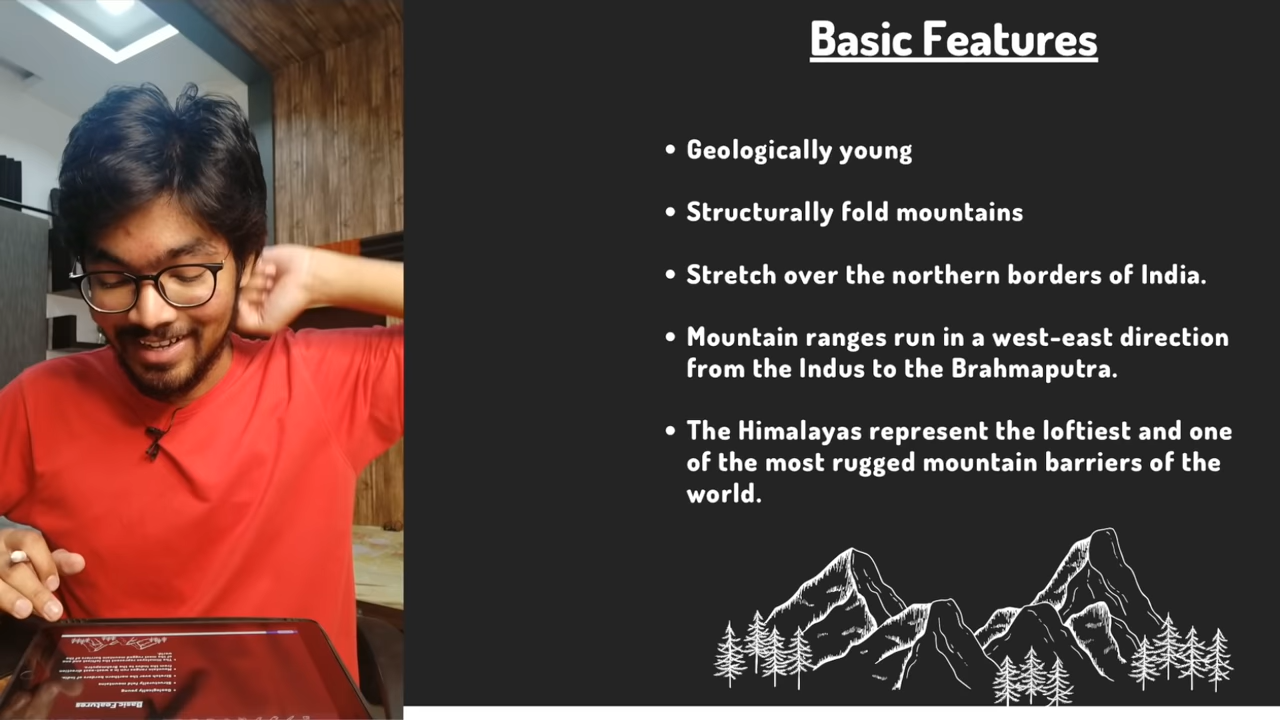 Basic Features
• Geologically young
• Structurally fold mountains
• Stretch over the northern borders of India.
• Mountain ranges run in a west-east direction
from the Indus to the Brahmaputra.
• The Himalayas represent the loftiest and one
of the most rugged mountain barriers of the
world.